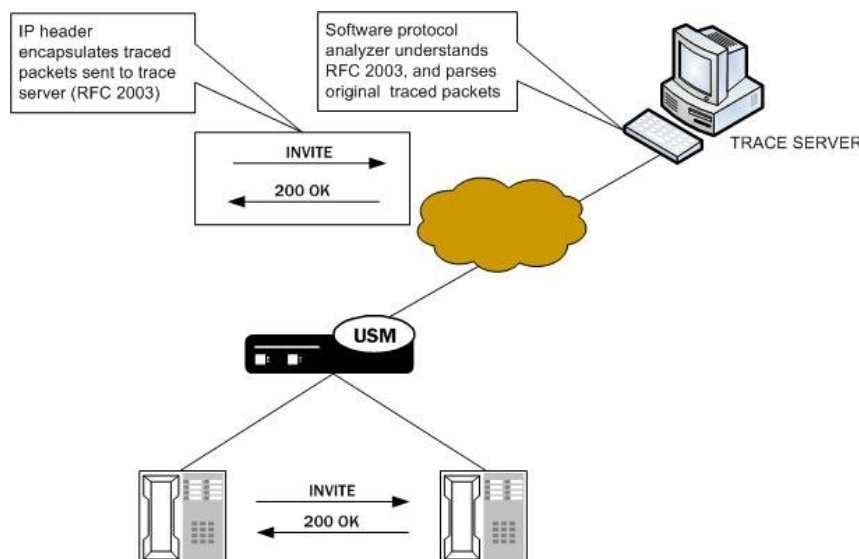 IP header
encapsulates traced
packets sent to trace
server (RFC 2003)
Software protocol
analyzer understands
RFC 2003, and parses
original traced packets
TRACE SERVER
INVITE
200 OK
USM
INVITE
200 OK